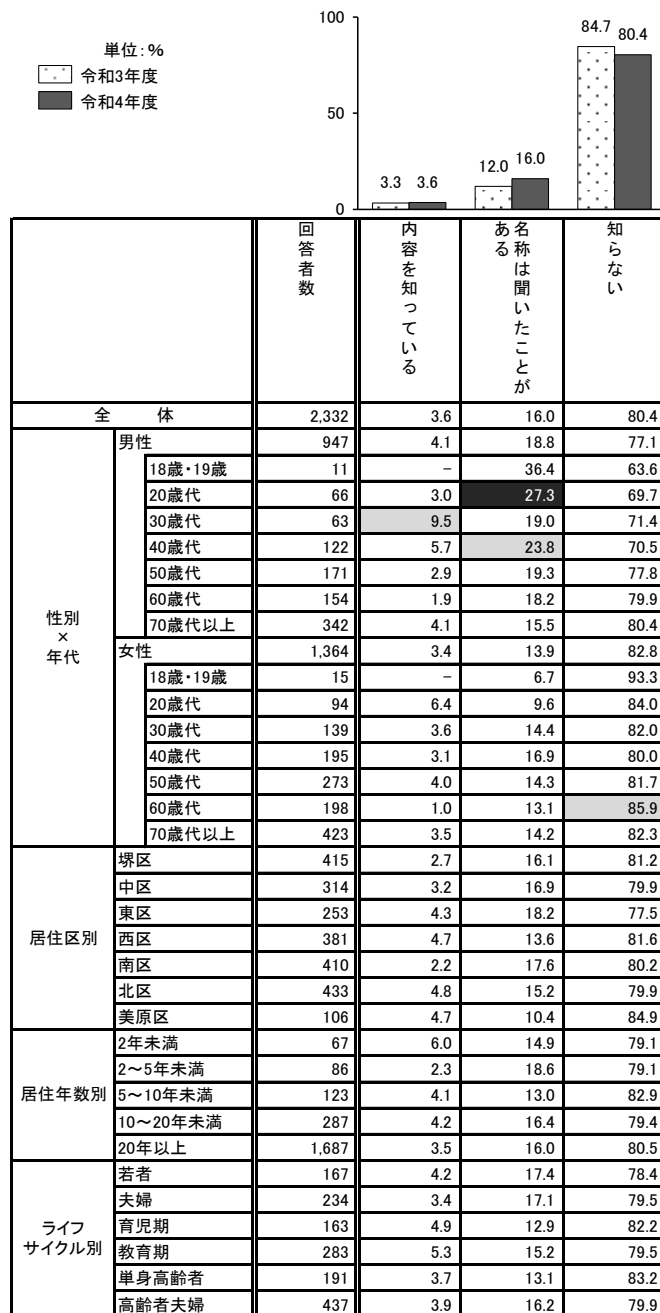 単位:%
令和3年度
令和4年度
100
50
0
3.3 3.6
12.0 16.0
84.7 80.4
回答者数
内容を知っている
名称は聞いたことがある
知らない
全 体 2,332 3.6 16.0 80.4
性別×年代
男性 947 4.1 18.8 77.1
18歳・19歳 11 − 36.4 63.6
20歳代 66 3.0 27.3 69.7
30歳代 63 9.5 19.0 71.4
40歳代 122 5.7 23.8 70.5
50歳代 171 2.9 19.3 77.8
60歳代 154 1.9 18.2 79.9
70歳代以上 342 4.1 15.5 80.4
女性 1,364 3.4 13.9 82.8
18歳・19歳 15 − 6.7 93.3
20歳代 94 6.4 9.6 84.0
30歳代 139 3.6 14.4 82.0
40歳代 195 3.1 16.9 80.0
50歳代 273 4.0 14.3 81.7
60歳代 198 1.0 13.1 85.9
70歳代以上 423 3.5 14.2 82.3
居住区別
堺区 415 2.7 16.1 81.2
中区 314 3.2 16.9 79.9
東区 253 4.3 18.2 77.5
西区 381 4.7 13.6 81.6
南区 410 2.2 17.6 80.2
北区 433 4.8 15.2 79.9
美原区 106 4.7 10.4 84.9
居住年数別
2年未満 67 6.0 14.9 79.1
2〜5年未満 86 2.3 18.6 79.1
5〜10年未満 123 4.1 13.0 82.9
10〜20年未満 287 4.2 16.4 79.4
20年以上 1,687 3.5 16.0 80.5
ライフサイクル別
若者 167 4.2 17.4 78.4
夫婦 234 3.4 17.1 79.5
育児期 163 4.9 12.9 82.2
教育期 283 5.3 15.2 79.5
単身高齢者 191 3.7 13.1 83.2
高齢者夫婦 437 3.9 16.2 79.9